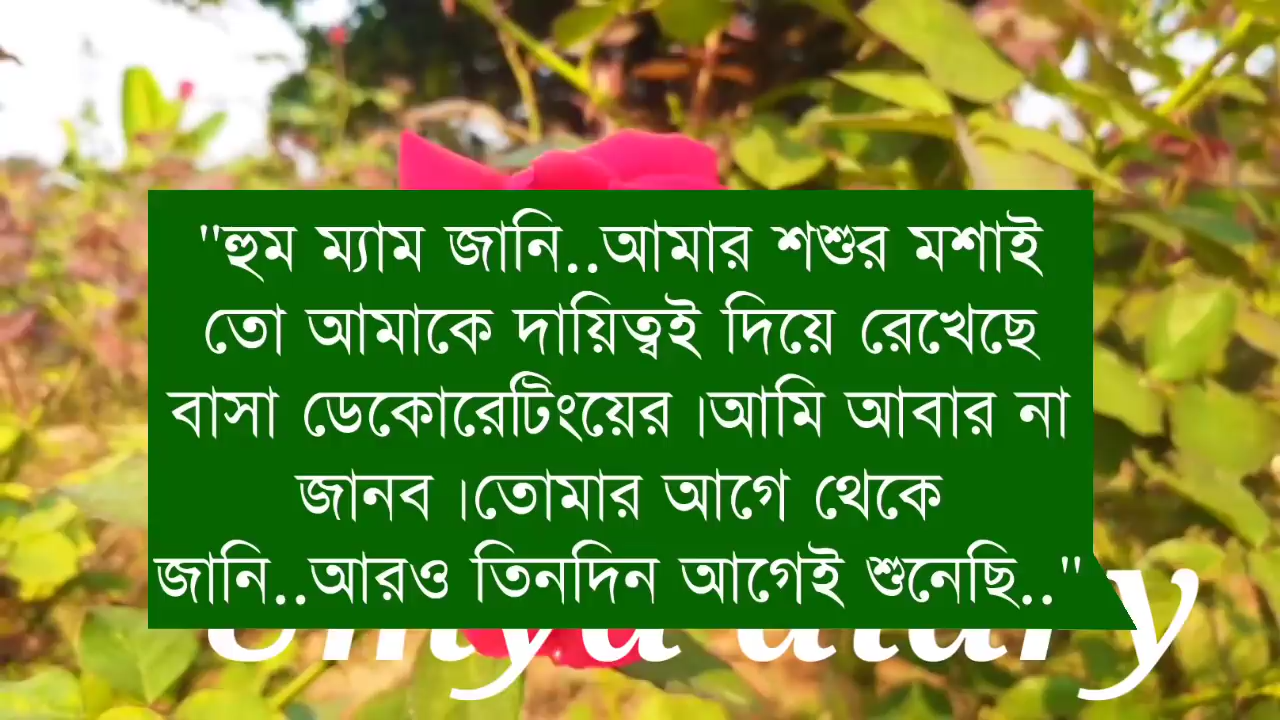 "হুম ম্যাম জানি..আমার শশুর মশাই
তো আমাকে দায়িত্বই দিয়ে রেখেছে
বাসা ডেকোরেটিংয়ের।আমি আবার না
জানব।তোমার আগে থেকে
জানি..আরও তিনদিন আগেই শুনেছি.."